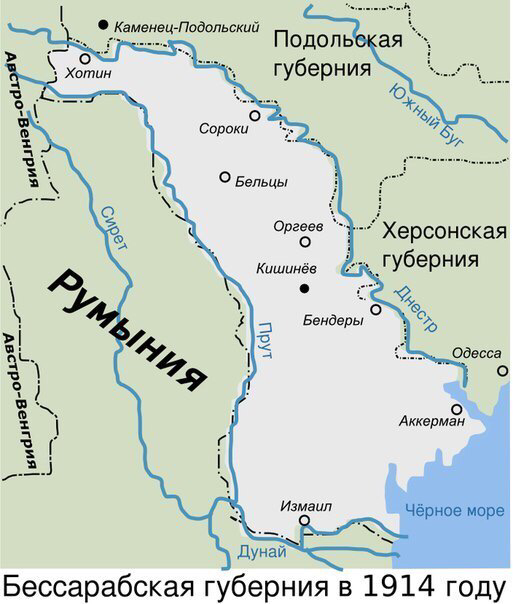 Каменец-Подольский
Хотин
Подольская
губерния
Австро-Венгрия
Южный Буг
Сороки
Бельцы
Сирет
Оргеев
Херсонская
губерния
Кишинёв
Румыния
Днестр
Бендеры
Прут
Австро-Венгрия
Одесса
Аккерман
Измаил
Чёрное море
Дунай
Бессарабская губерния в 1914 году